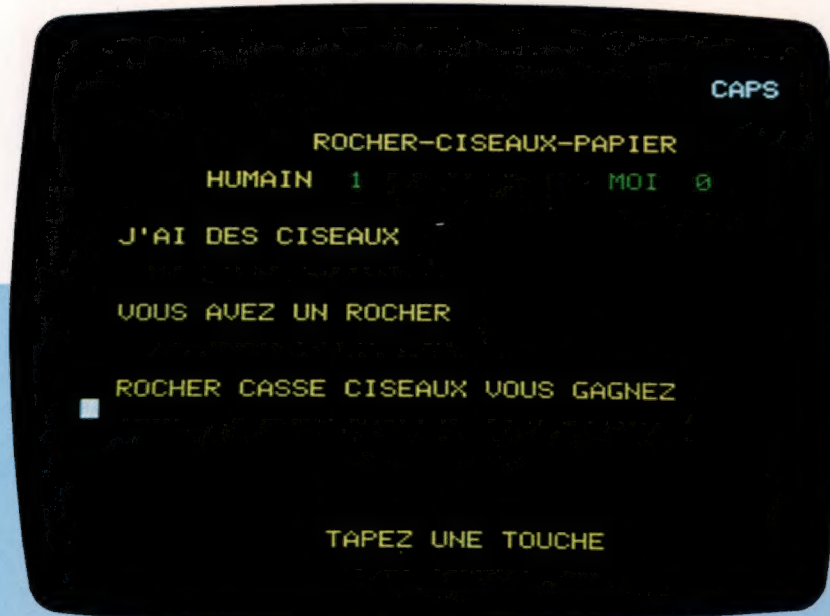 CAPS
ROCHER-CISEAUX-PAPIER
HUMAIN 1 MOI 0
J'AI DES CISEAUX
VOUS AVEZ UN ROCHER
ROCHER CASSE CISEAUX VOUS GAGNEZ
TAPEZ UNE TOUCHE